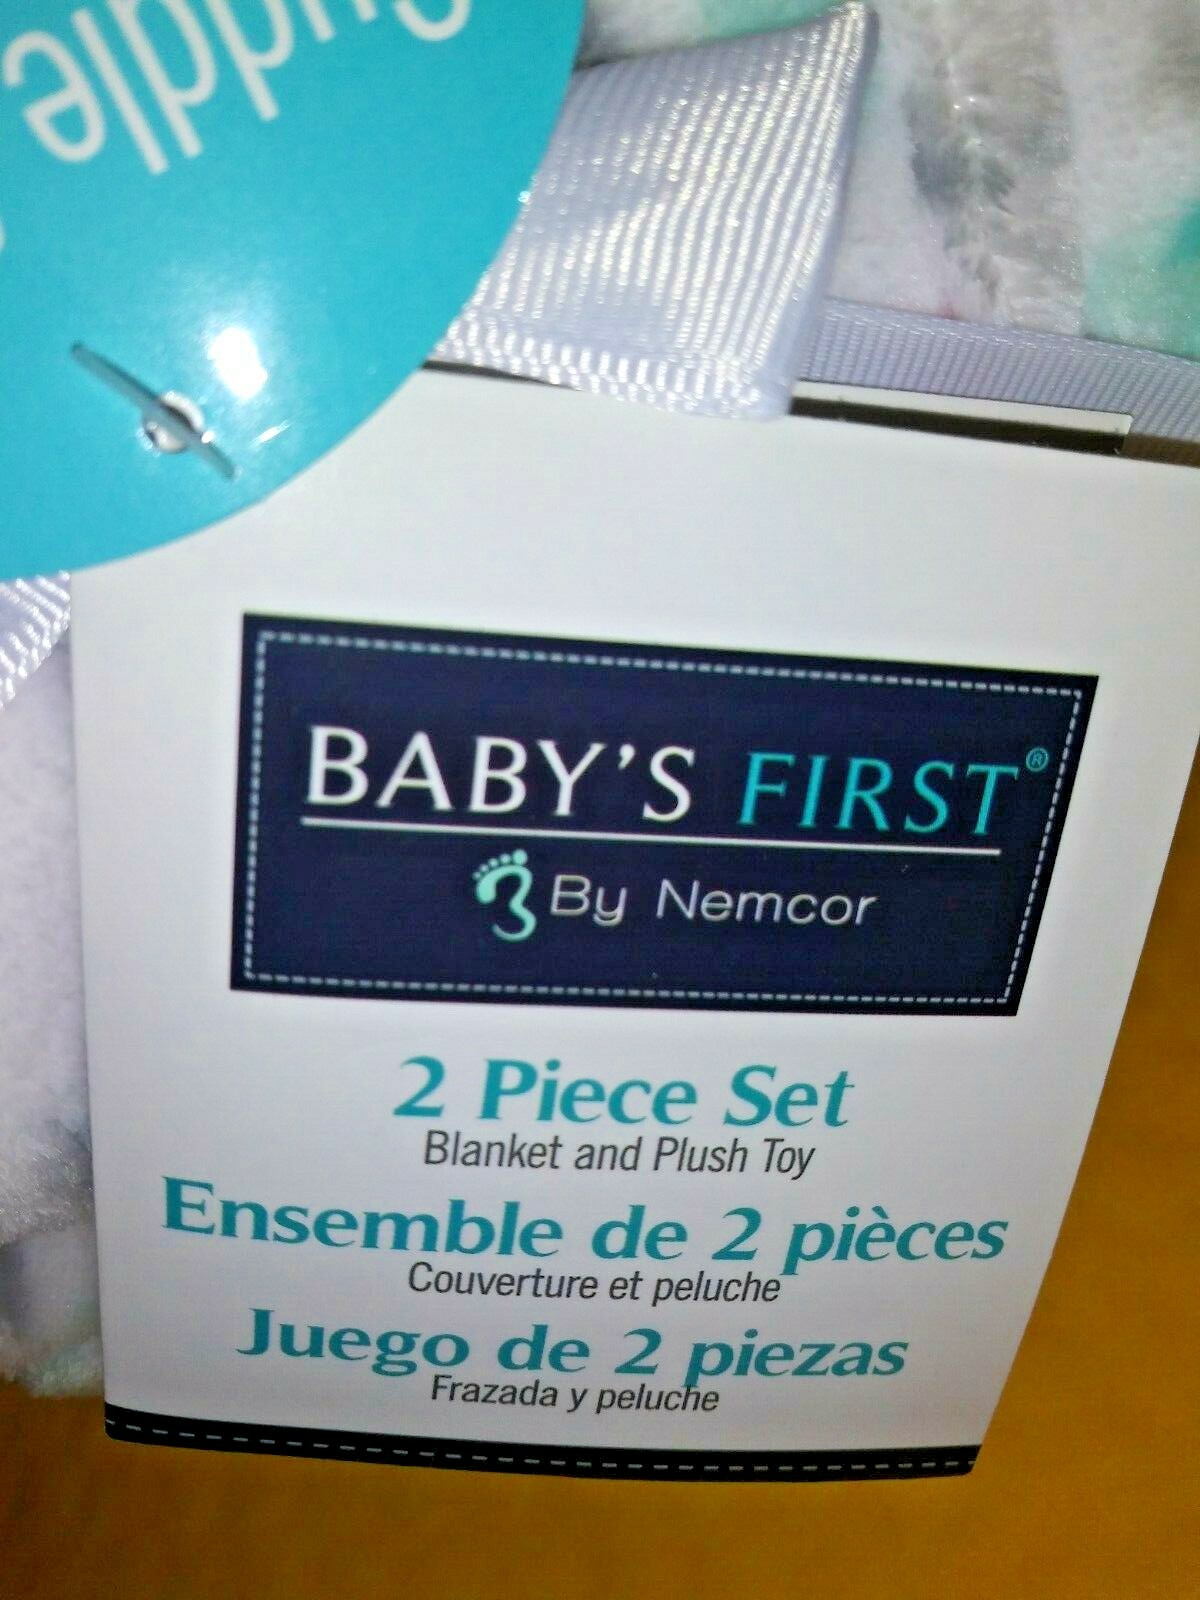 Cuddle
BABY'S FIRST®
By Nemcor
2 Piece Set
Blanket and Plush Toy
Ensemble de 2 pièces
Couverture et peluche
Juego de 2 piezas
Frazada y peluche